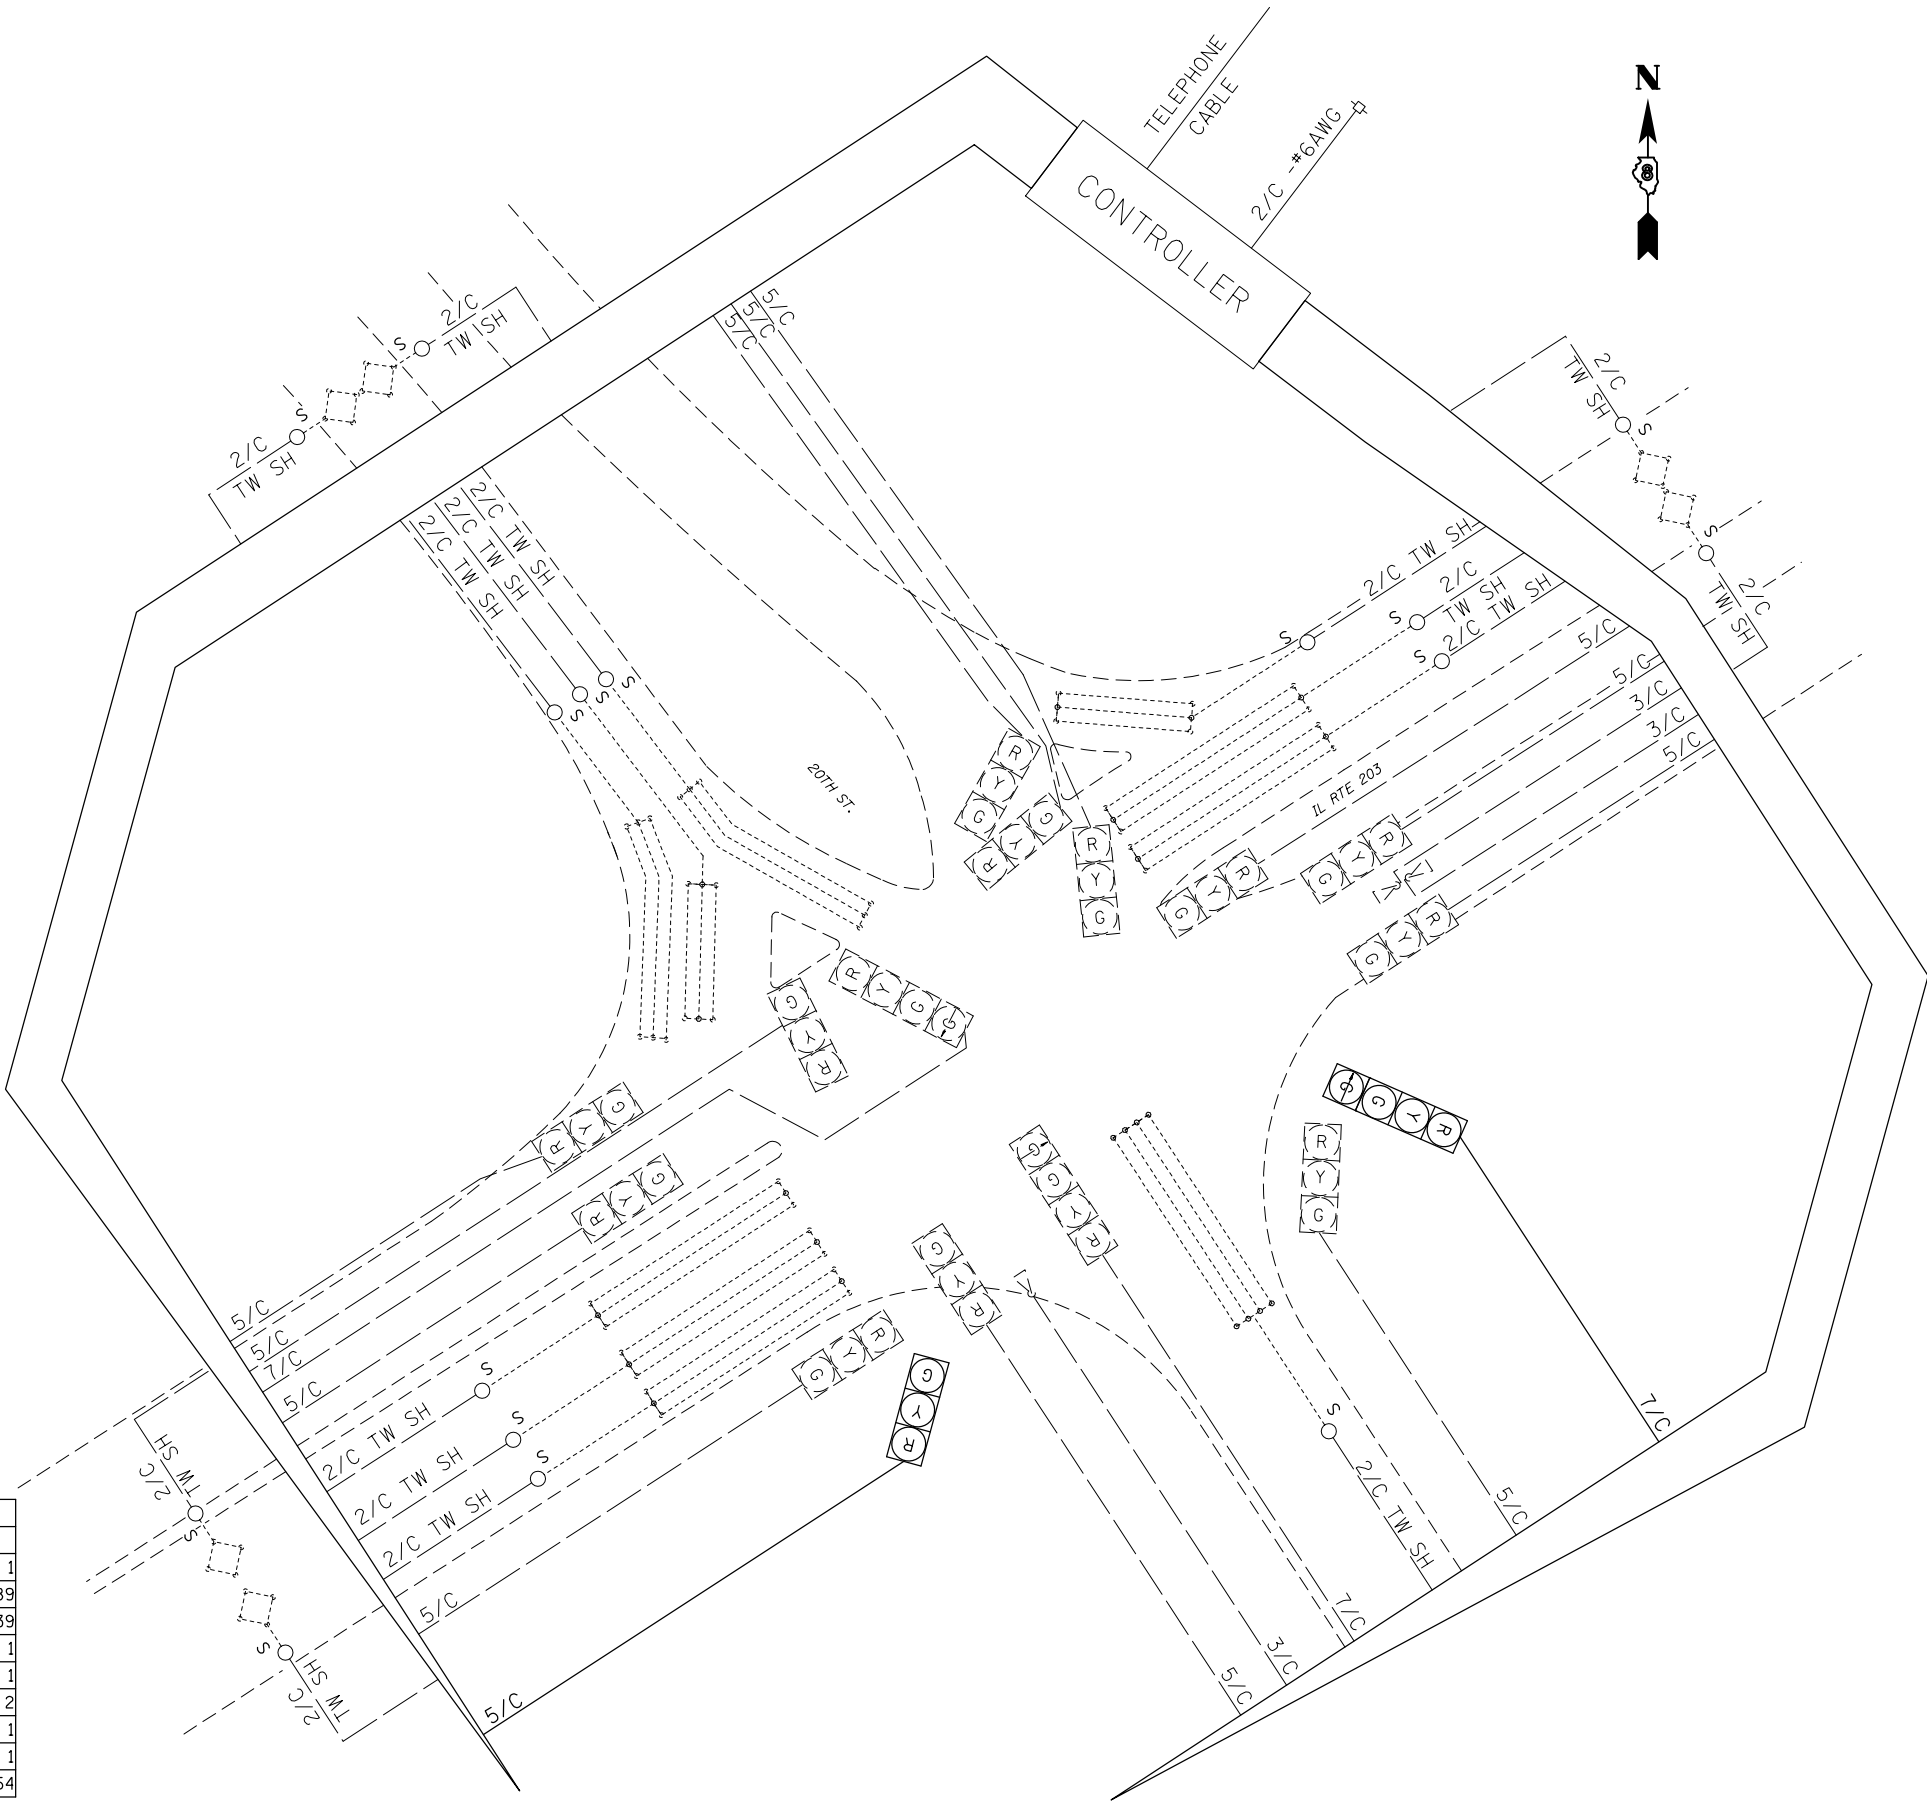 TELEPHONE
CABLE
2/C -#6AWG
N
8
CONTROLLER
2/C
TW SH
2/C
TW SH
5/C
5/C
5/C
2/C
TW SH
S
S
TW SH
2/C
2/C TW SH
2/C TW SH
2/C TW SH
S
S
S
S
S
2/C TW SH
S
2/C
TW SH
S
2/C TW SH
S
5/C
5/C
3/C
3/C
5/C
20TH ST.
IL RTE 203
R
Y
G
R Y G
R
Y
G
G Y R
G Y R
G Y R
R Y G G
G
Y
R
R Y G
R Y G
G G Y R
R
Y
G
G
G
Y
R
G
Y
R
G Y R
G
Y
R
5/C
5/C
7/C
5/C
2/C TW SH
S
2/C TW SH
S
2/C TW SH
S
5/C
5/C
TW SH
2/C
S
S
TW SH
2/C
S
2/C TW SH
7/C
5/C
7/C
3/C
5/C
1
39
39
1
1
2
1
1
54